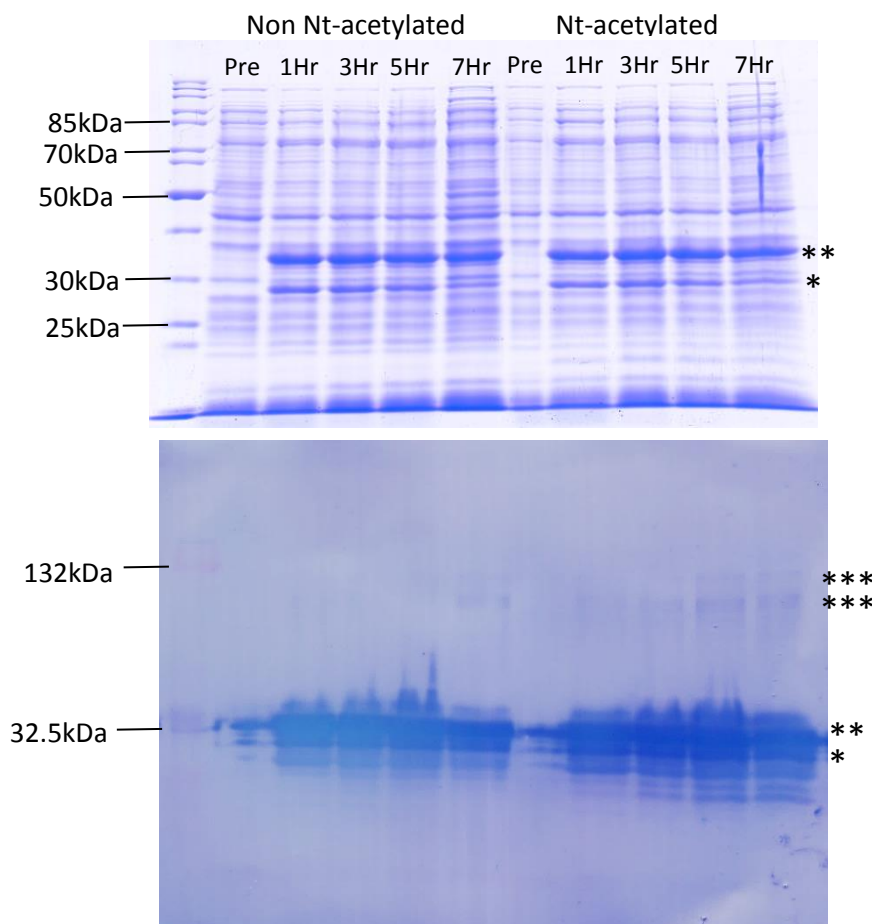 Non Nt-acetylated Nt-acetylated
Pre 1Hr 3Hr 5Hr 7Hr Pre 1Hr 3Hr 5Hr 7Hr
85kDa
70kDa
50kDa
**
30kDa *
25kDa
132kDa
***
***
32.5kDa **
*